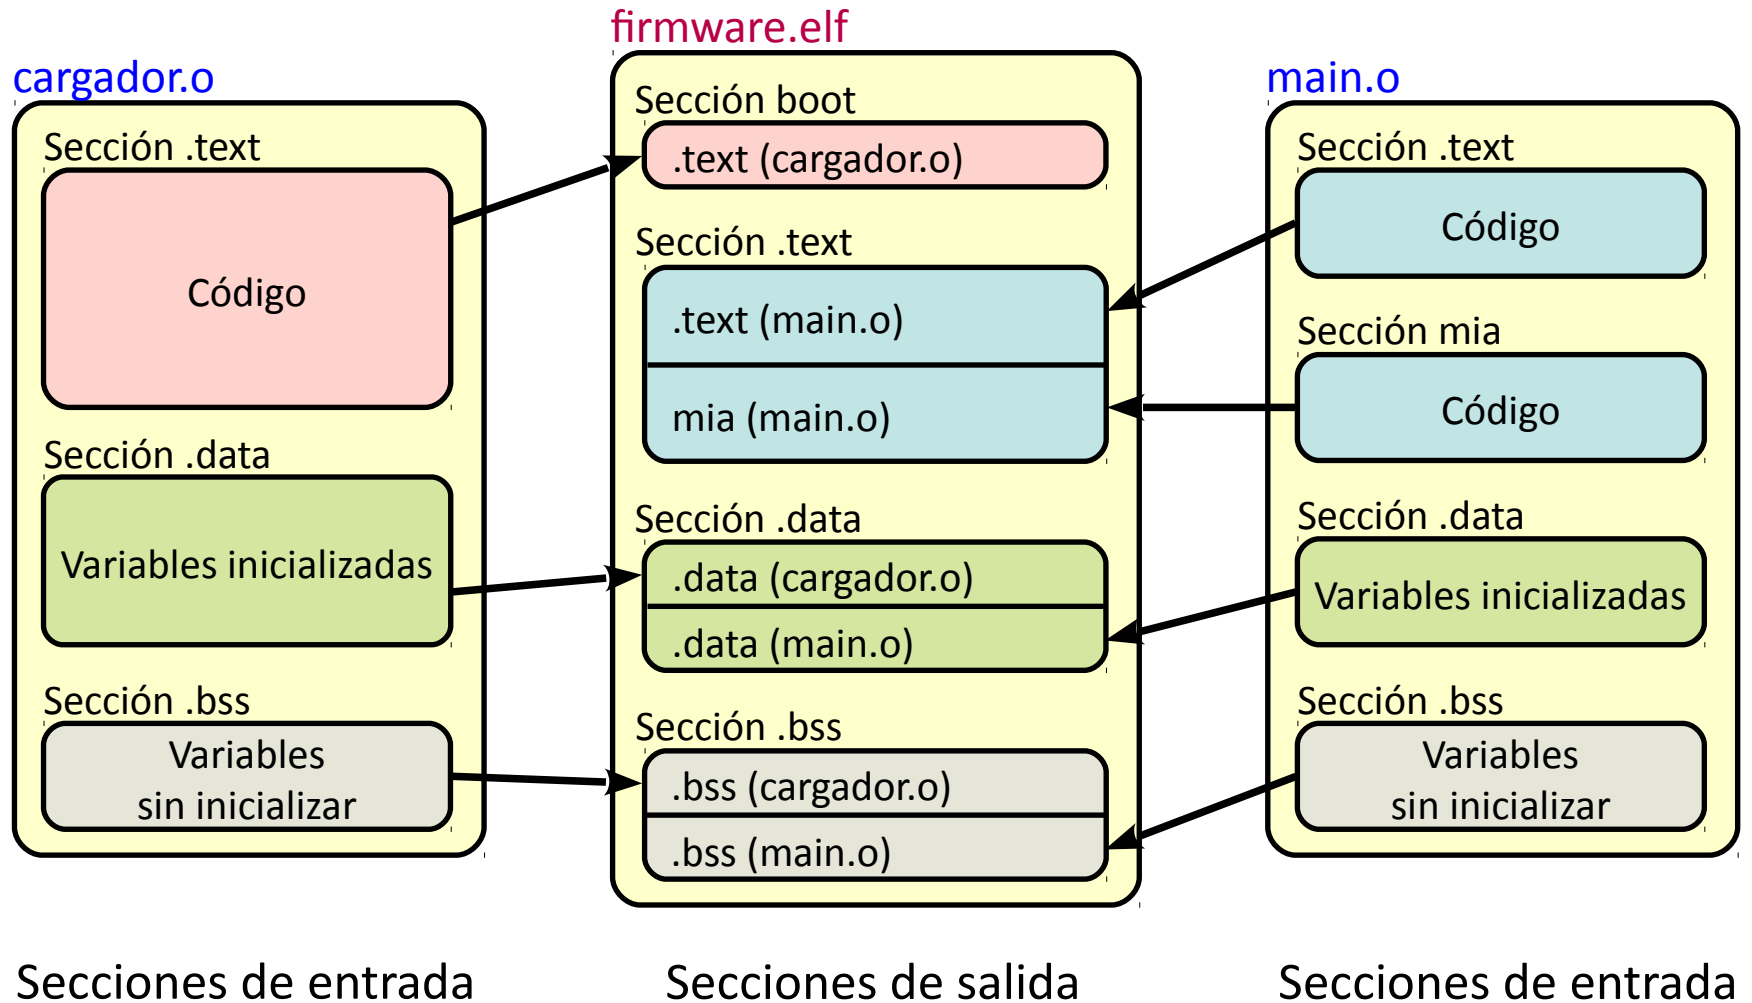 cargador.o
Sección .text
Código
Sección .data
Variables inicializadas
Sección .bss
Variables
sin inicializar
Secciones de entrada
firmware.elf
Sección boot
.text (cargador.o)
Sección .text
.text (main.o)
mia (main.o)
Sección .data
.data (cargador.o)
.data (main.o)
Sección .bss
.bss (cargador.o)
.bss (main.o)
Secciones de salida
main.o
Sección .text
Código
Sección mia
Código
Sección .data
Variables inicializadas
Sección .bss
Variables
sin inicializar
Secciones de entrada